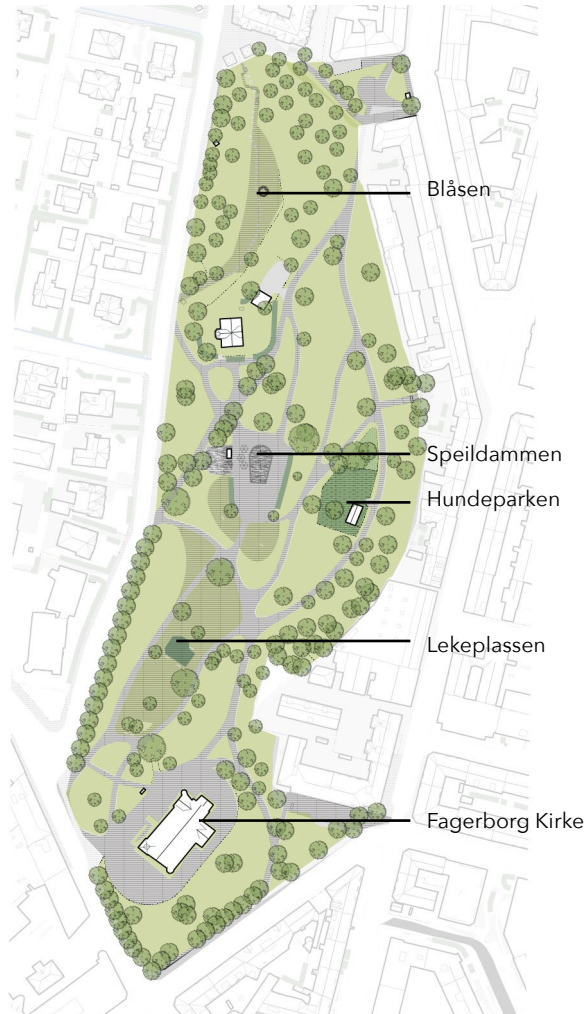 Blåsen
Speildammen
Hundeparken
Lekeplassen
Fagerborg Kirke